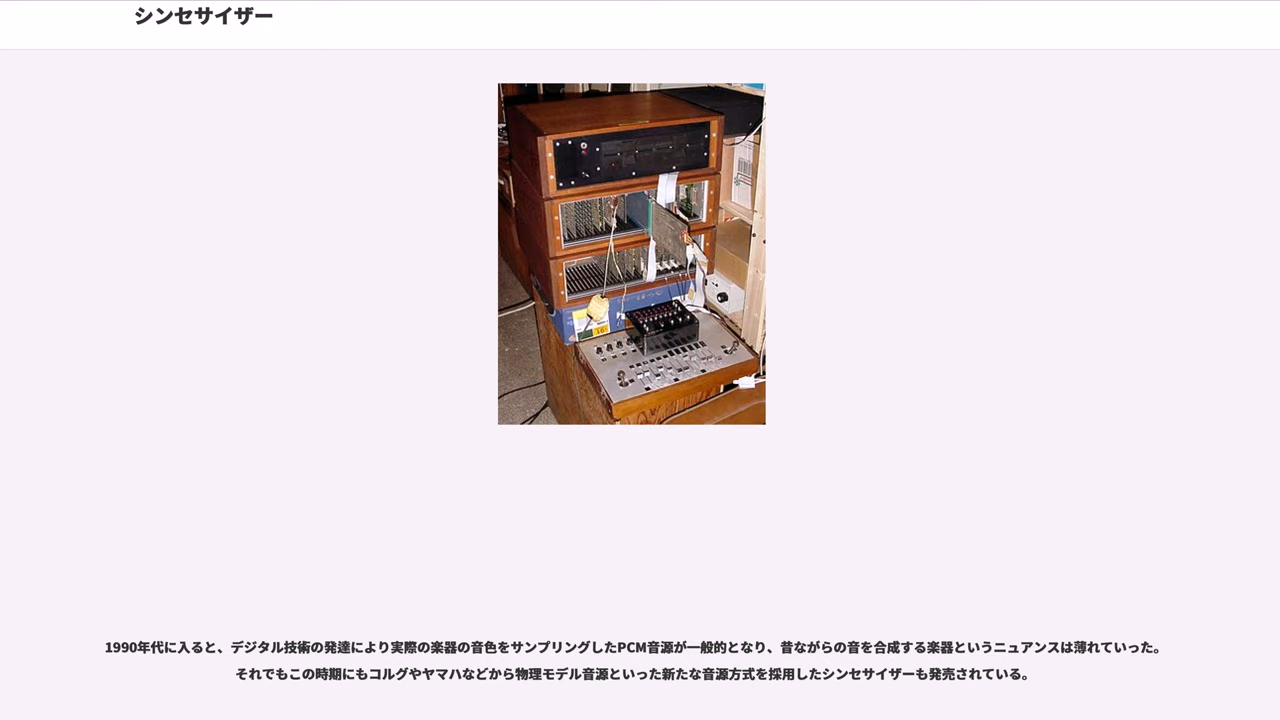 シンセサイザー
1990年代に入ると、デジタル技術の発達により実際の楽器の音色をサンプリングしたPCM音源が一般的となり、昔ながらの音を合成する楽器というニュアンスは薄れていった。
それでもこの時期にもコルグやヤマハなどから物理モデル音源といった新たな音源方式を採用したシンセサイザーも発売されている。